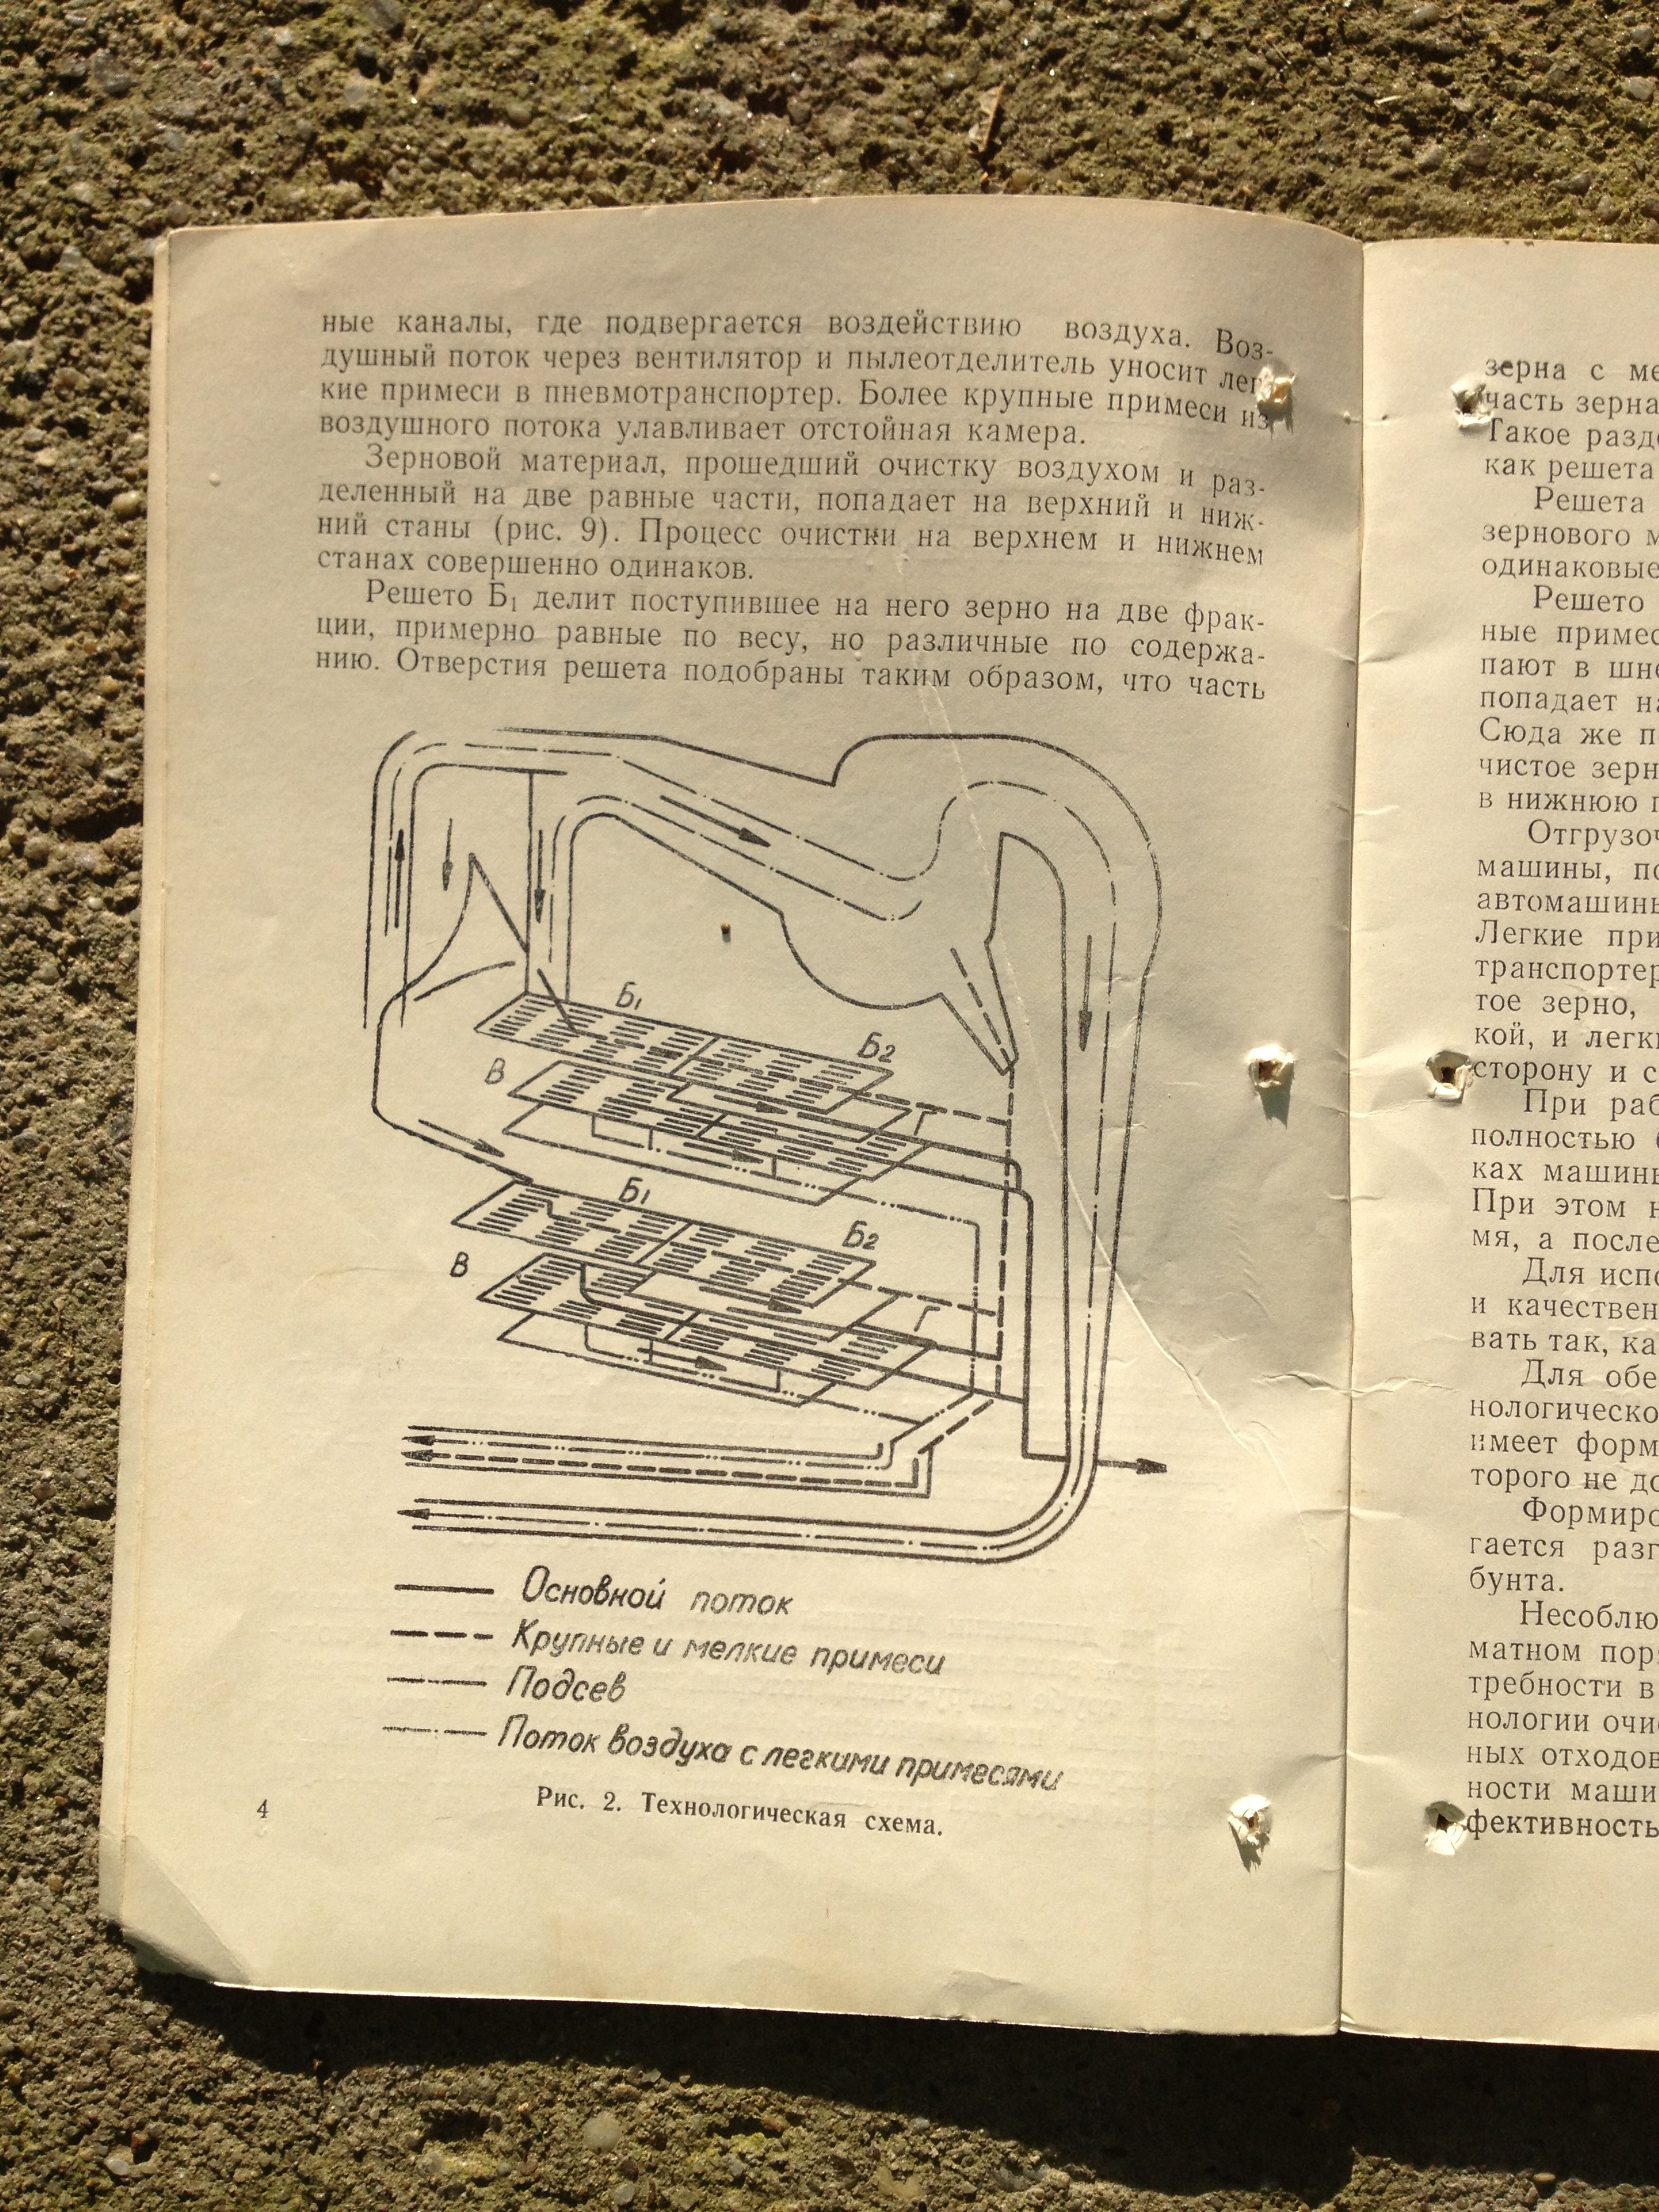 ные каналы, где подвергается воздействию воздуха. Воз-
душный поток через вентилятор и пылеотделитель уносит лег
кие примеси в пневмотранспортер. Более крупные примеси из
воздушного потока улавливает отстойная камера.
Зерновой материал, прошедший очистку воздухом и раз-
деленный на две равные части, попадает на верхний и ниж-
ний станы (рис. 9). Процесс очистки на верхнем и нижнем
станах совершенно одинаков.
Решето Б1 делит поступившее на него зерно на две фрак-
ции, примерно равные по весу, но различные по содержа-
нию. Отверстия решета подобраны таким образом, что часть
Б1
Б2
В
Г
Б1
Б2
В
Г
Основной поток
Крупные и мелкие примеси
Подсев
Поток воздуха с легкими примесями
Рис. 2. Технологическая схема.
4
зерна с ме
часть зерна
Такое разде
как решета
Решета
зернового м
одинаковые
Решето
ные примес
пают в шне
попадает на
Сюда же п
чистое зерн
в нижнюю п
Отгрузоч
машины, по
автомашины
Легкие при
транспортер
тое зерно,
кой, и легки
сторону и с
При раб
полностью
ках машины
При этом н
мя, а после
Для испо
и качествен
вать так, ка
Для обе
нологическо
имеет форм
торого не до
Формиро
гается разг
бунта.
Несоблю
матном пор
требности в
нологии очис
ных отходов
ности маши
фективность